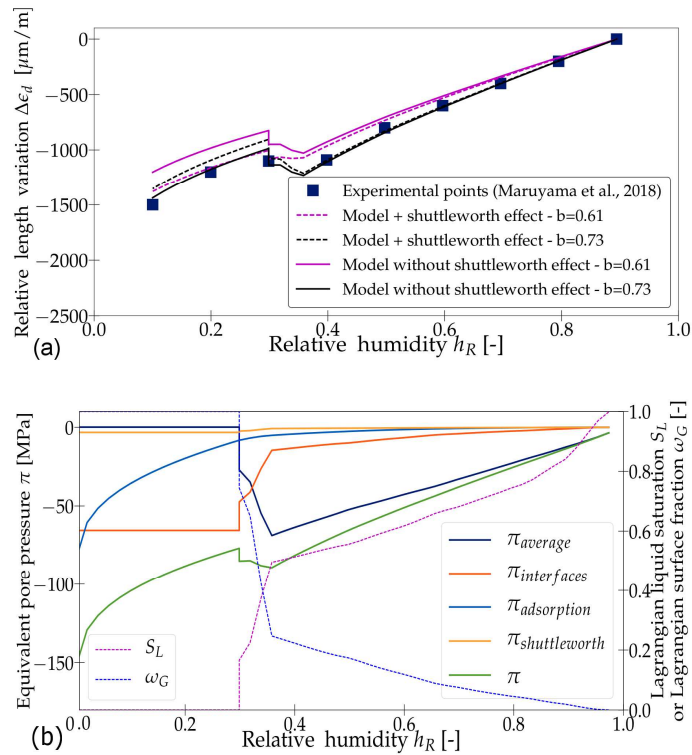 0
−500
−1000
−1500
−2000
−2500
Relative length variation Δϵ_d [μm/m]
Experimental points (Maruyama et al., 2018)
Model + shuttleworth effect - b=0.61
Model + shuttleworth effect - b=0.73
Model without shuttleworth effect - b=0.61
Model without shuttleworth effect - b=0.73
0.0 0.2 0.4 0.6 0.8 1.0
Relative humidity h_R [-]
(a)
0
−50
−100
−150
Equivalent pore pressure π [MPa]
1.0
0.8
0.6
0.4
0.2
0.0
Lagrangian liquid saturation S_L
or Lagrangian surface fraction ω_G [-]
π_average
π_interfaces
π_adsorption
π_shuttleworth
π
S_L
ω_G
0.0 0.2 0.4 0.6 0.8 1.0
Relative humidity h_R [-]
(b)